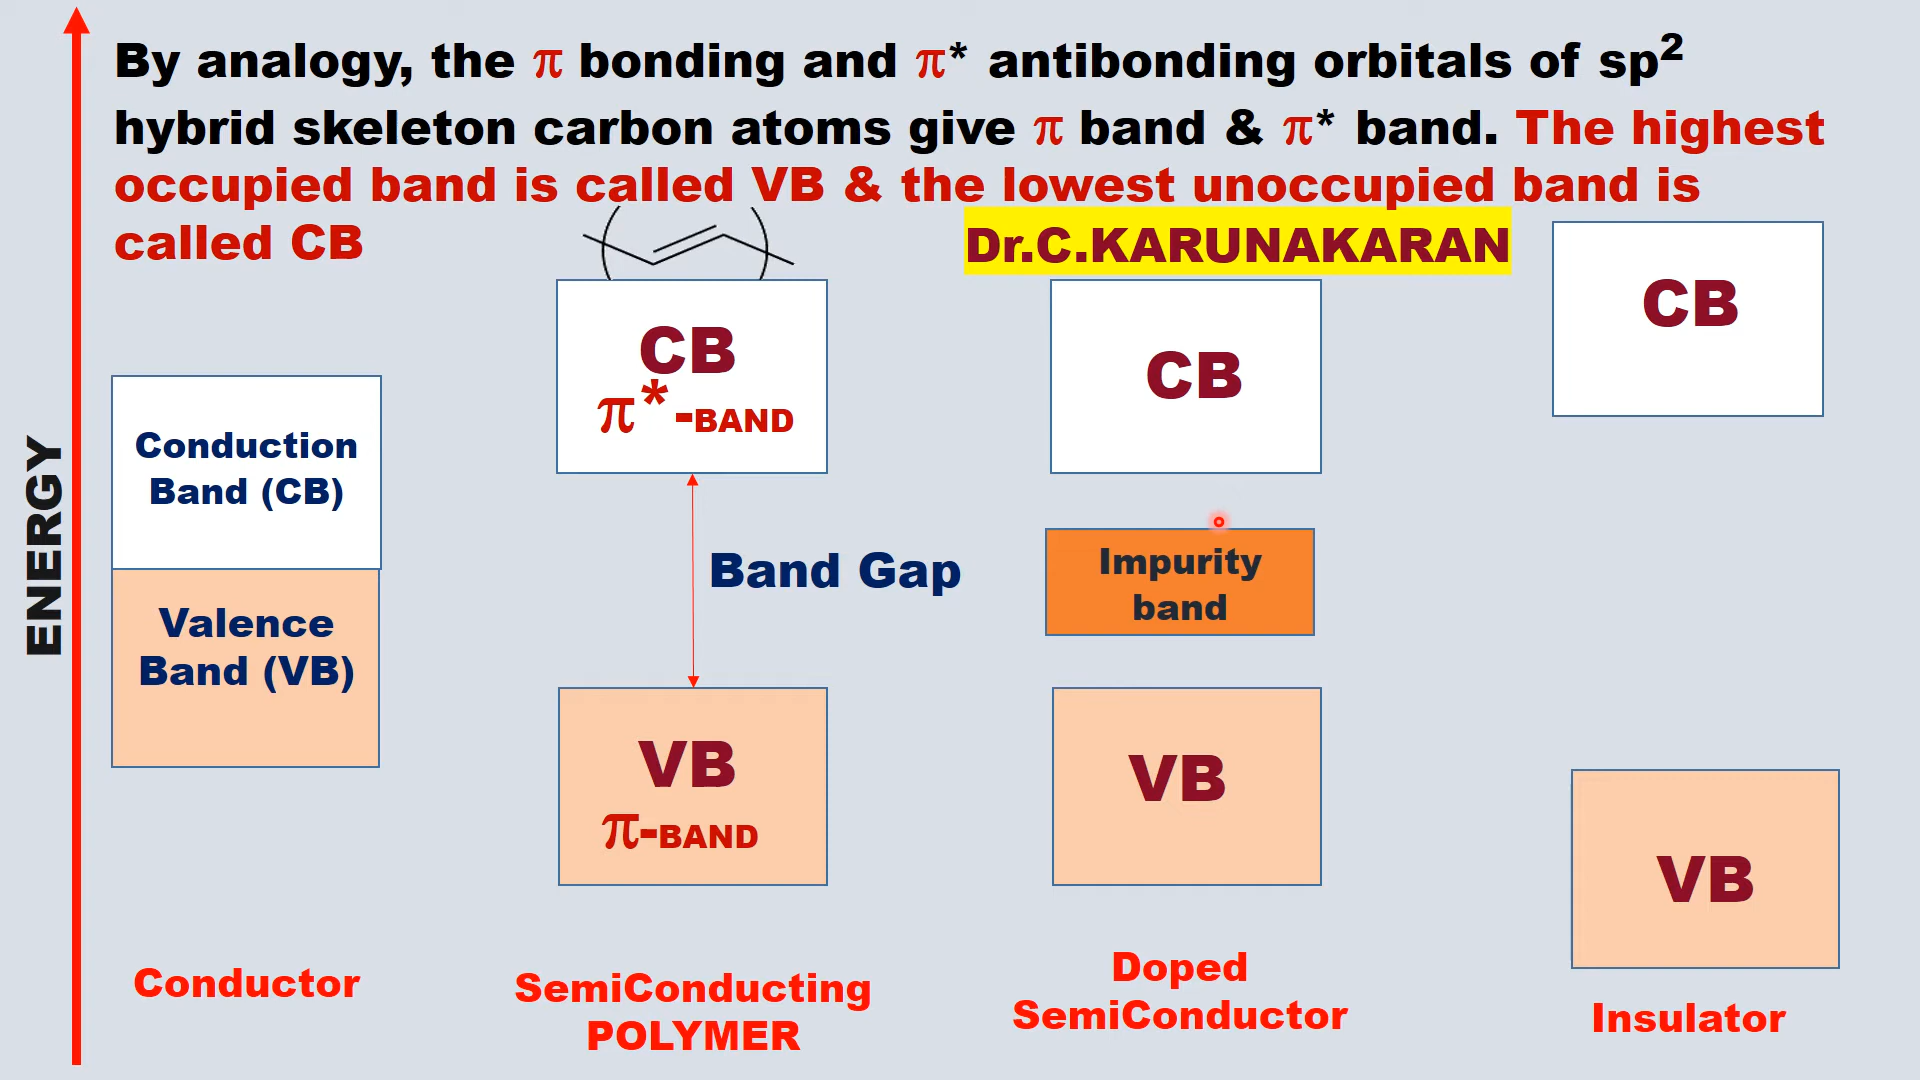 By analogy, the π bonding and π* antibonding orbitals of sp²
hybrid skeleton carbon atoms give π band & π* band. The highest
occupied band is called VB & the lowest unoccupied band is
called CB
Dr.C.KARUNAKARAN
ENERGY
Conduction
Band (CB)
Valence
Band (VB)
Conductor
CB
π*-BAND
Band Gap
VB
π-BAND
SemiConducting
POLYMER
CB
Impurity
band
VB
Doped
SemiConductor
CB
VB
Insulator